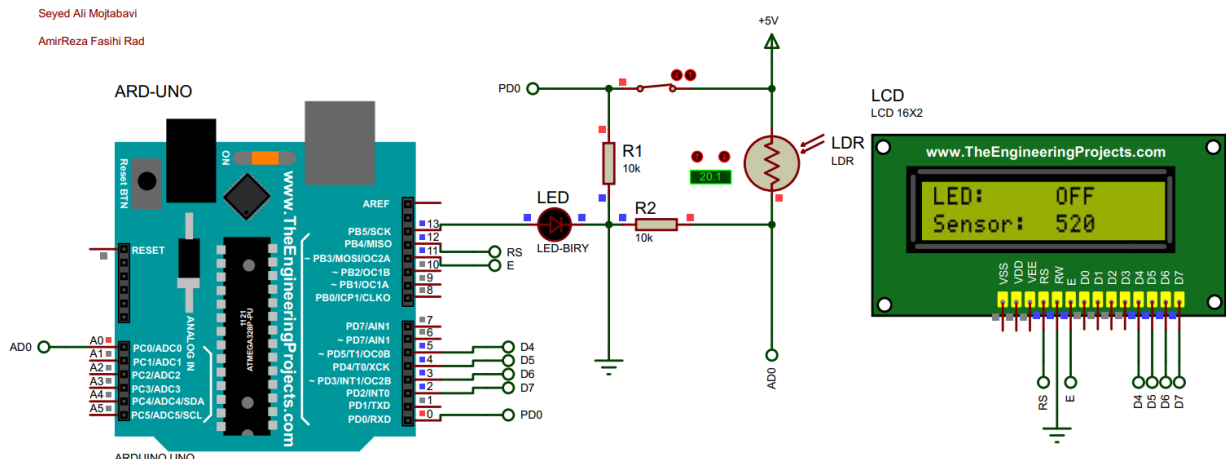 Seyed Ali Mojtabavi
AmirReza Fasihi Rad
ARD-UNO
Reset BTN
ON
www.TheEngineeringProjects.com
AREF
RESET
PB5/SCK 13
PB4/MISO 12
~ PB3/MOSI/OC2A 11
~ PB2/OC1B 10
~ PB1/OC1A 9
PB0/ICP1/CLKO 8
RS
E
1121
ATMEGA328P-PU
ANALOG IN
AD0
A0 PC0/ADC0
A1 PC1/ADC1
A2 PC2/ADC2
A3 PC3/ADC3
A4 PC4/ADC4/SDA
A5 PC5/ADC5/SCL
PD7/AIN1 7
~ PD7/AIN1 6
~ PD5/T1/OC0B 5
PD4/T0/XCK 4
~ PD3/INT1/OC2B 3
PD2/INT0 2
PD1/TXD 1
PD0/RXD 0
D4
D5
D6
D7
PD0
ARDUINO UNO
+5V
PD0
R1
10k
LED
LED-BIRY
R2
10k
20.1
LDR
LDR
AD0
LCD
LCD 16X2
www.TheEngineeringProjects.com
LED: OFF
Sensor: 520
VSS
VDD
VEE
RS
RW
E
D0
D1
D2
D3
D4
D5
D6
D7
RS
E
D4
D5
D6
D7